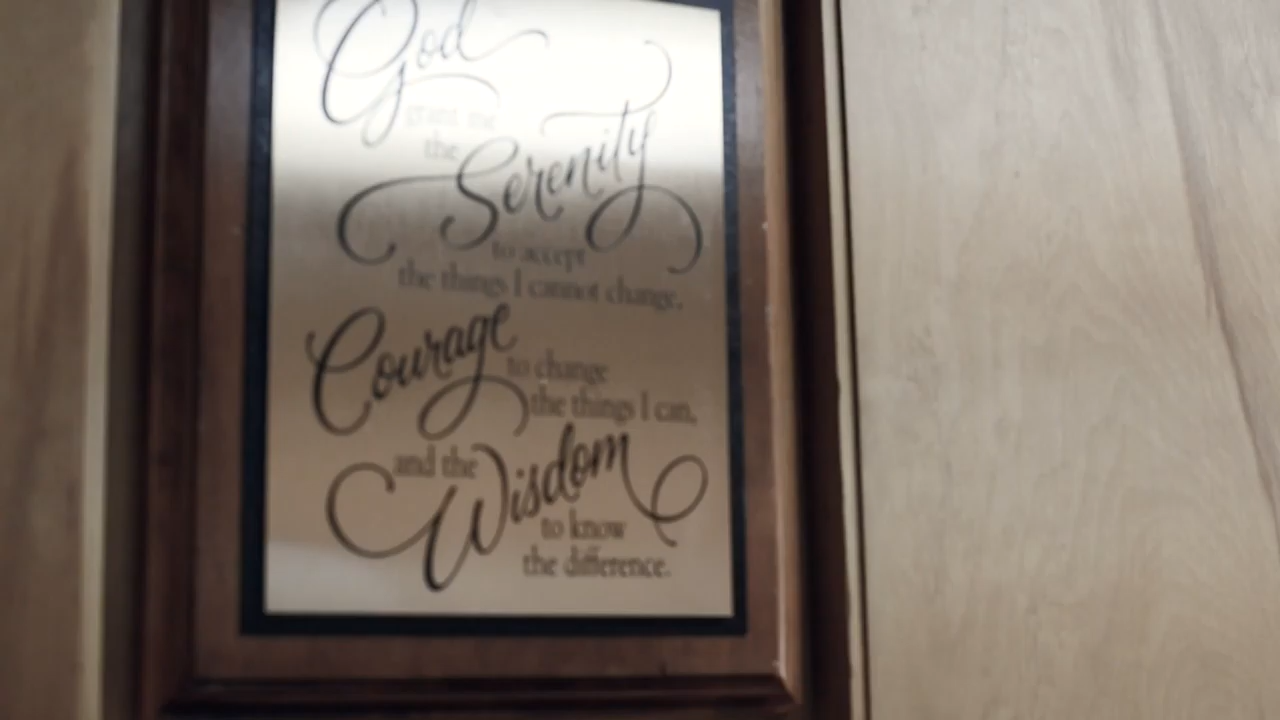 God
grant me
the Serenity
to accept
the things I cannot change,
Courage to change
the things I can,
and the Wisdom
to know
the difference.